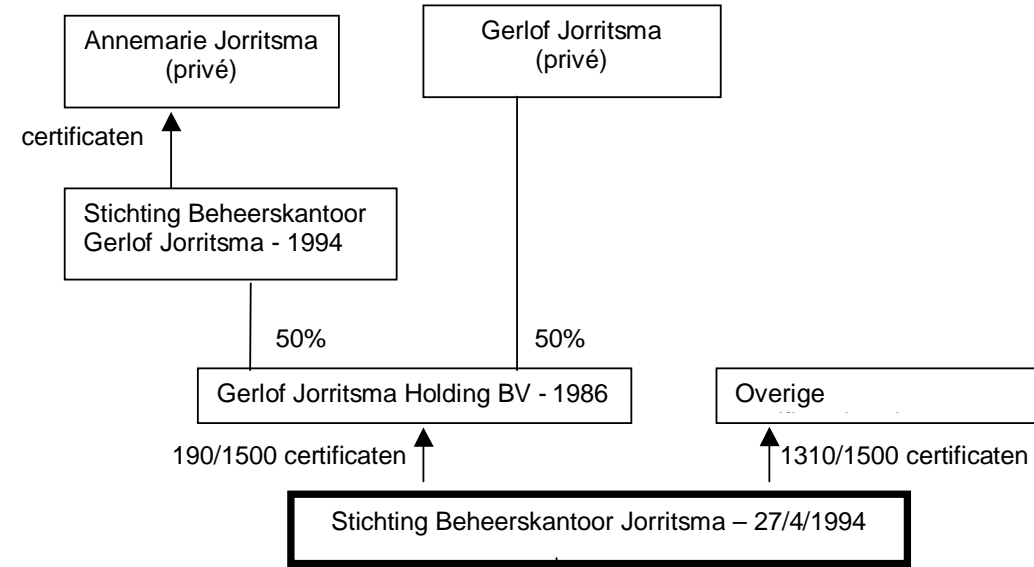 Annemarie Jorritsma
(privé)
Gerlof Jorritsma
(privé)
certificaten
Stichting Beheerskantoor
Gerlof Jorritsma - 1994
50%
50%
Gerlof Jorritsma Holding BV - 1986
Overige
190/1500 certificaten
1310/1500 certificaten
Stichting Beheerskantoor Jorritsma – 27/4/1994